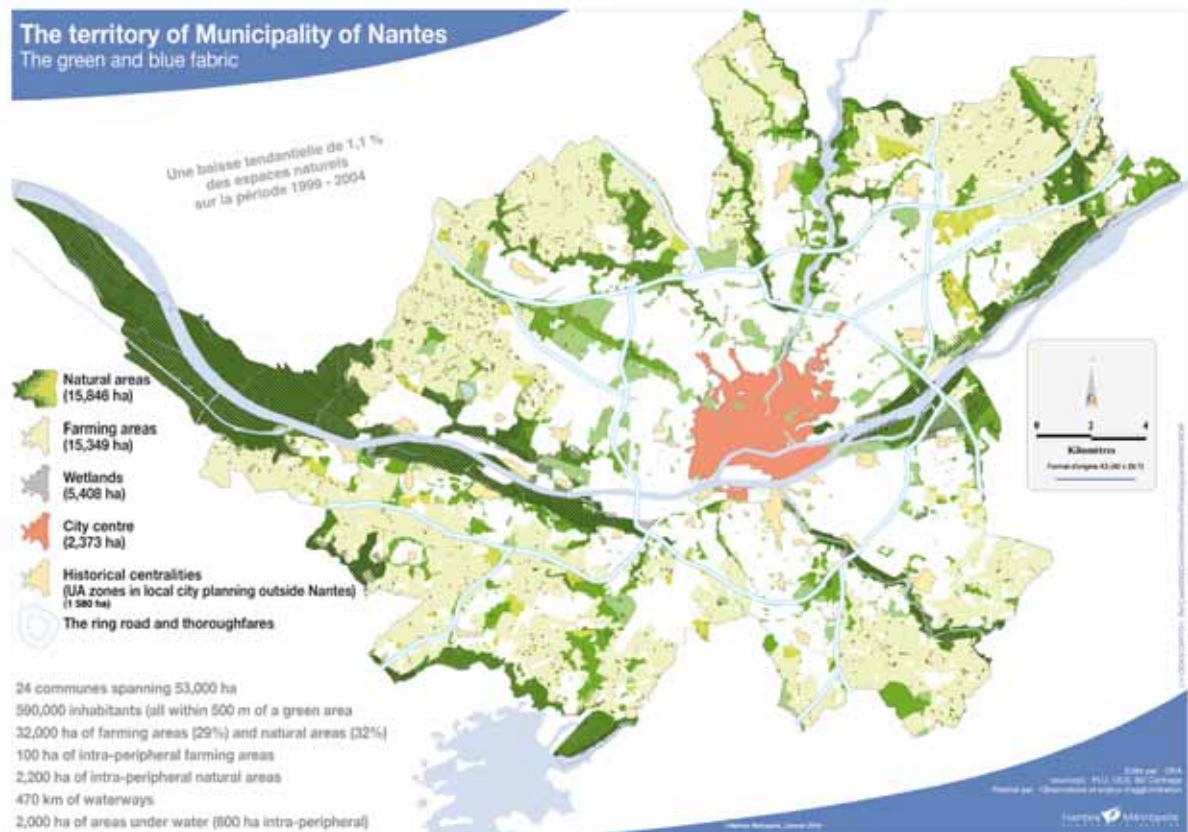 The territory of Municipality of Nantes
The green and blue fabric
Une baisse tendantielle de 1,1 %
des espaces naturels
sur la période 1999 - 2004
Natural areas
(15,846 ha)
Farming areas
(15,349 ha)
Wetlands
(5,408 ha)
City centre
(2,373 ha)
Historical centralities
(UA zones in local city planning outside Nantes)
(1 580 ha)
The ring road and thoroughfares
24 communes spanning 53,000 ha
590,000 inhabitants (all within 500 m of a green area
32,000 ha of farming areas (29%) and natural areas (32%)
100 ha of intra-peripheral farming areas
2,200 ha of intra-peripheral natural areas
470 km of waterways
2,000 ha of areas under water (600 ha intra-peripheral)
0 2 4
Kilomètres
Nantes Métropole